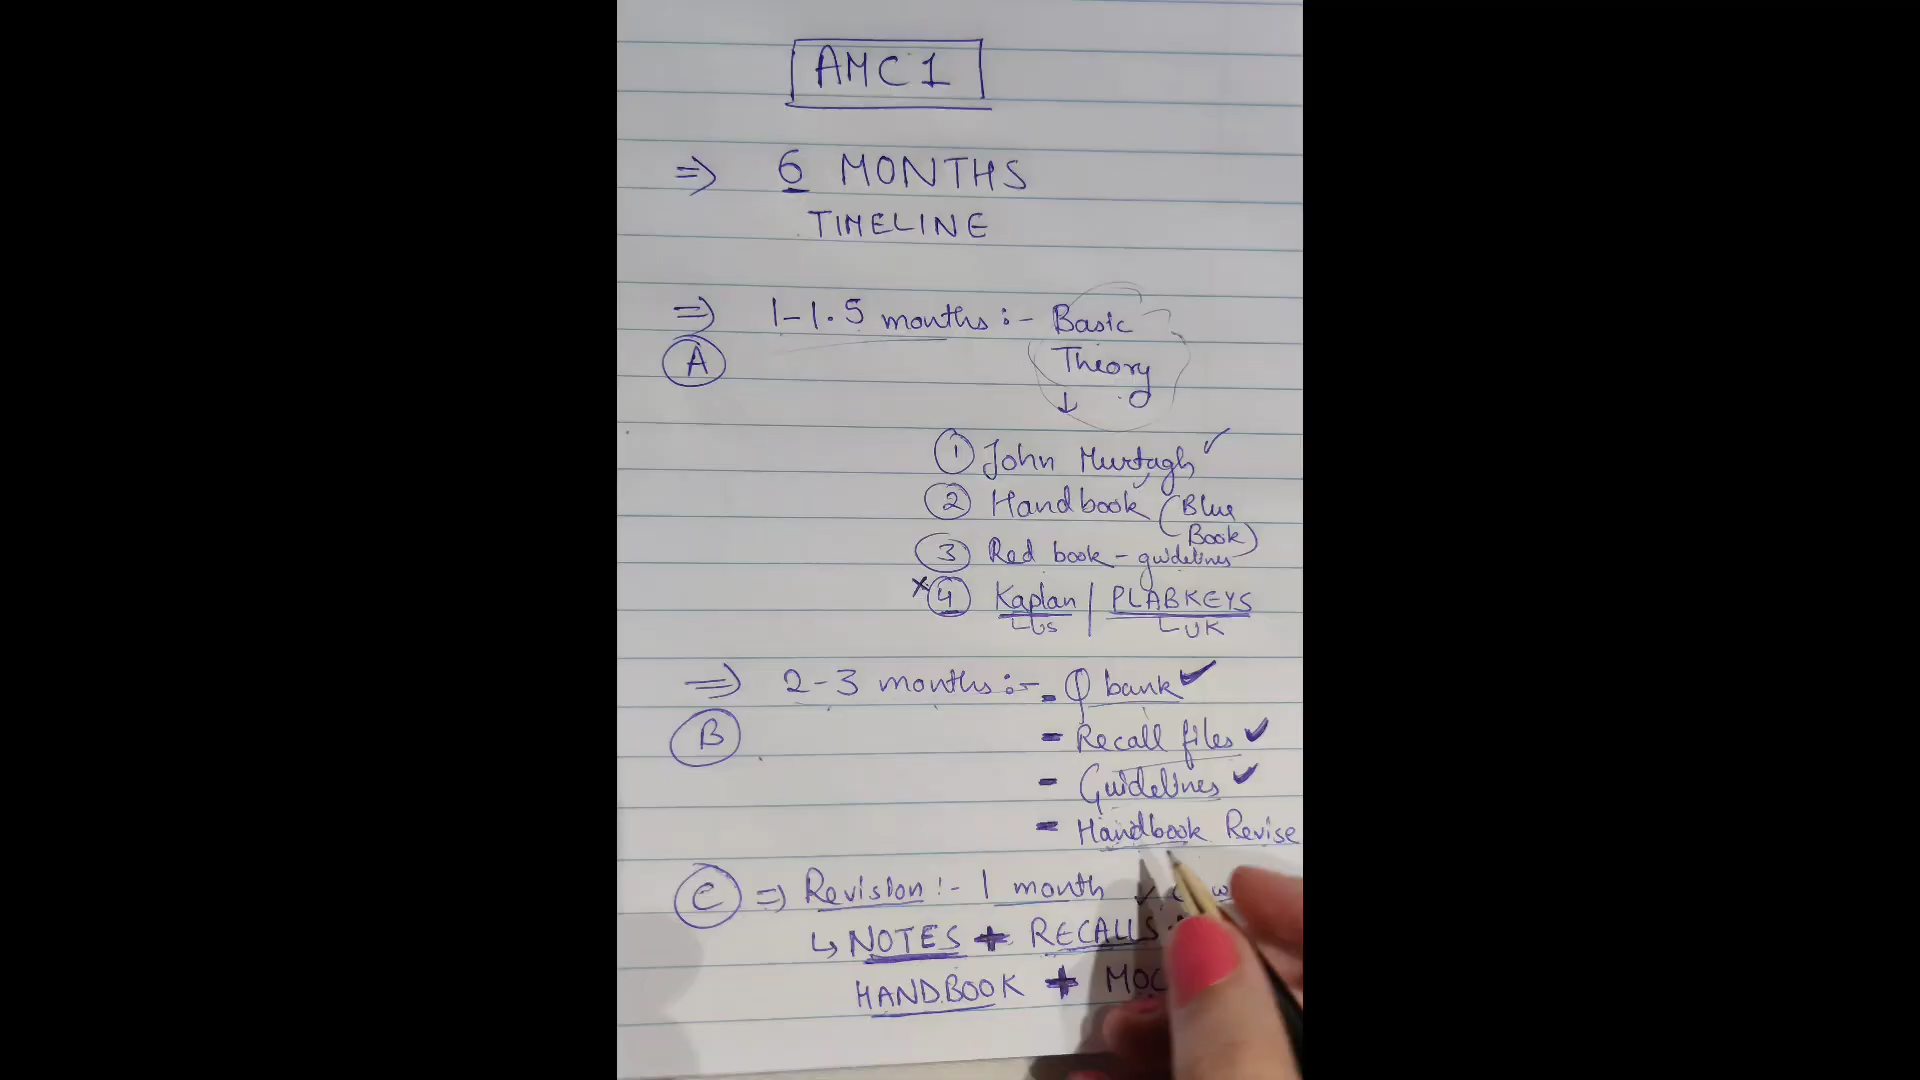 AMC 1
⇒ 6 MONTHS
TIMELINE
⇒ 1-1.5 months :- Basic
A Theory
↓
① John Murtagh ✓
② Handbook (Blue
Book)
③ Red book - guidelines
x ④ Kaplan / PLABKEYS
↳US ↳UK
⇒ 2-3 months :- - Q bank ✓
B - Recall files ✓
- Guidelines ✓
- Handbook Revise
C ⇒ Revision :- 1 month
↳ NOTES + RECALLS
HANDBOOK +